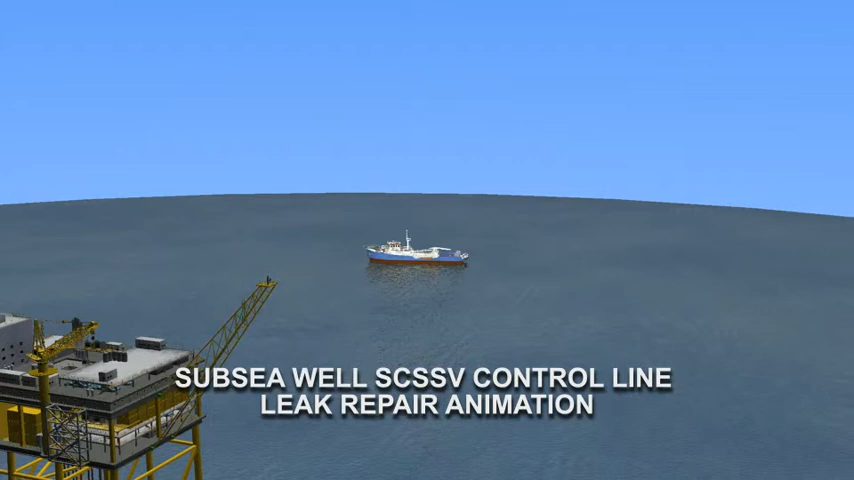 SUBSEA WELL SCSSV CONTROL LINE
LEAK REPAIR ANIMATION